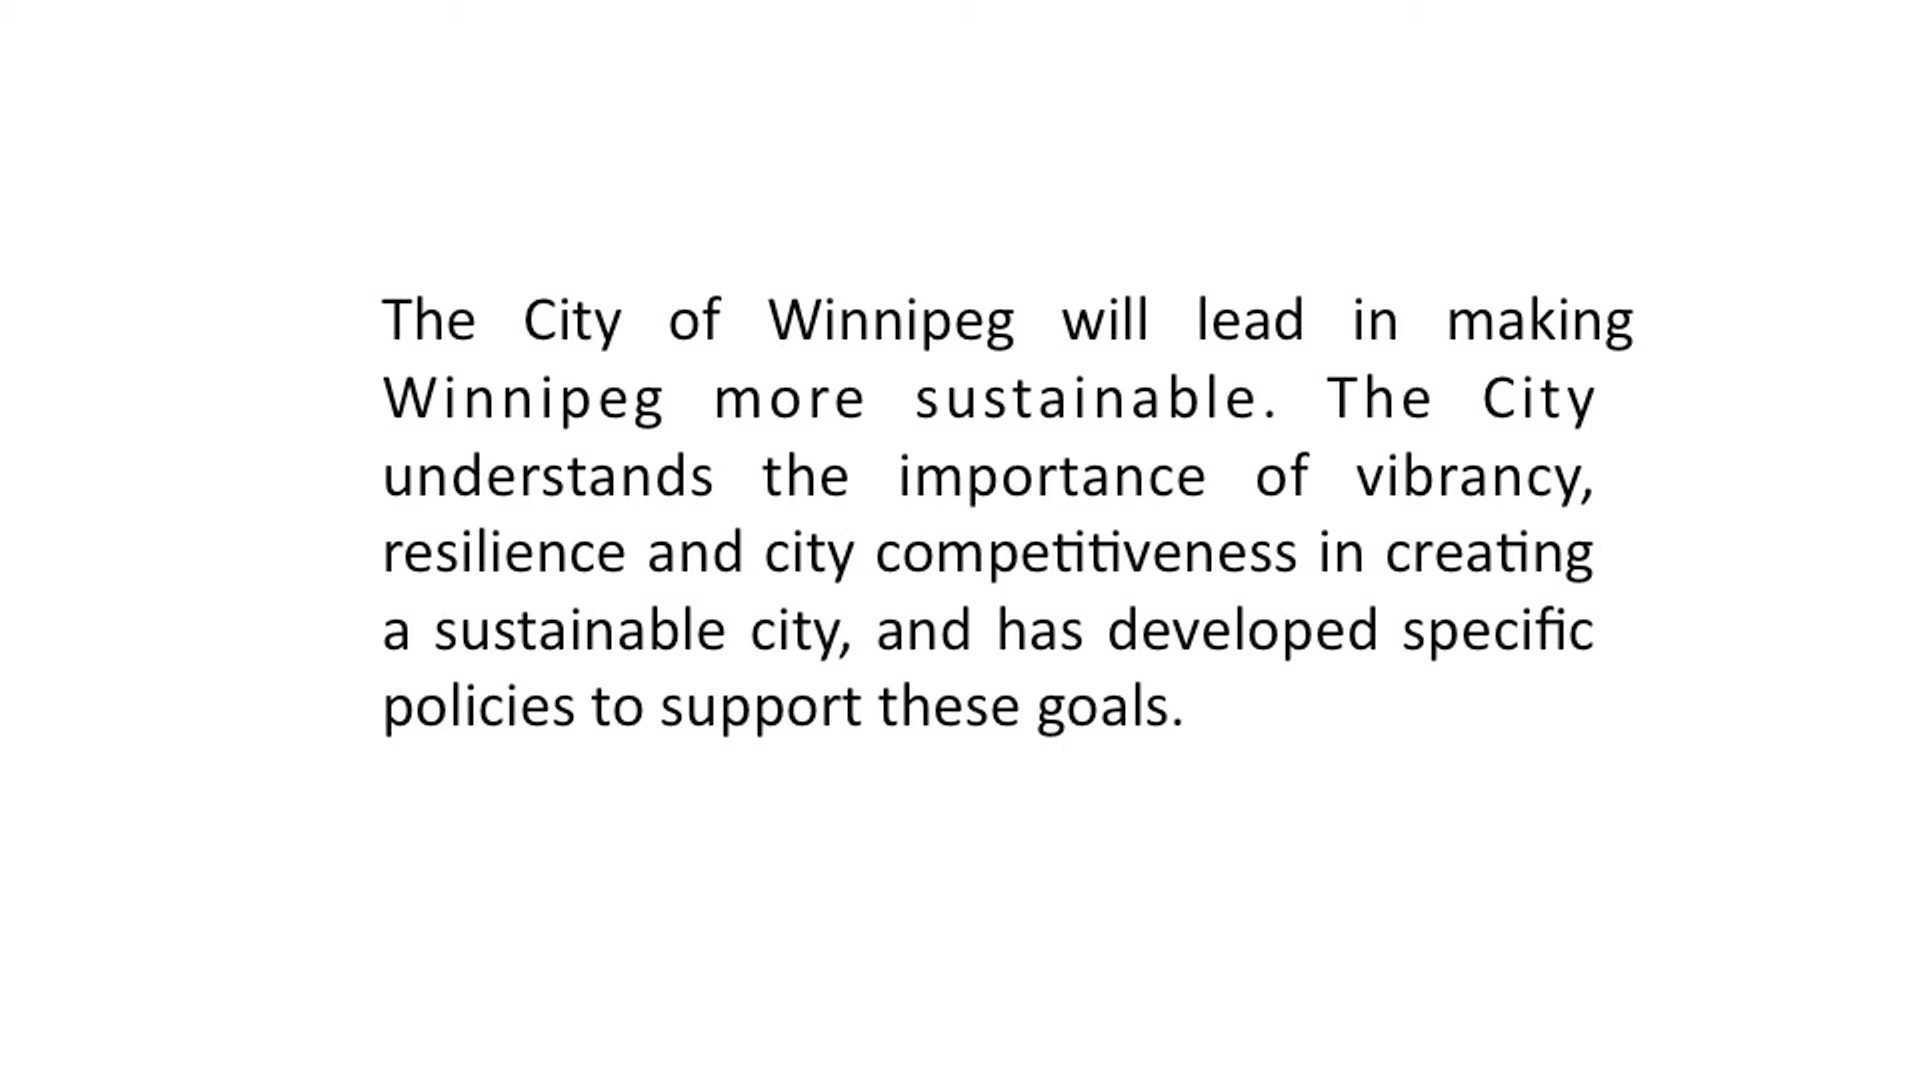 The City of Winnipeg will lead in making
Winnipeg more sustainable. The City
understands the importance of vibrancy,
resilience and city competitiveness in creating
a sustainable city, and has developed specific
policies to support these goals.